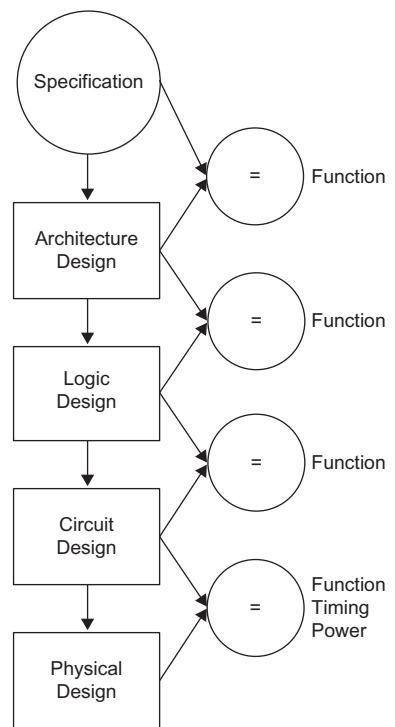 Specification
=
Function
Architecture
Design
=
Function
Logic
Design
=
Function
Circuit
Design
=
Function
Timing
Power
Physical
Design